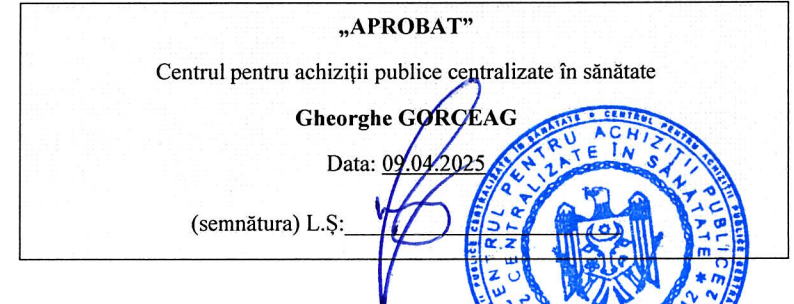 „APROBAT”
Centrul pentru achiziții publice centralizate în sănătate
Gheorghe GORCEAG
Data: 09.04.2025
(semnătura) L.Ș:
CENTRUL PENTRU ACHIZIȚII PUBLICE
CENTRALIZATE ÎN SĂNĂTATE